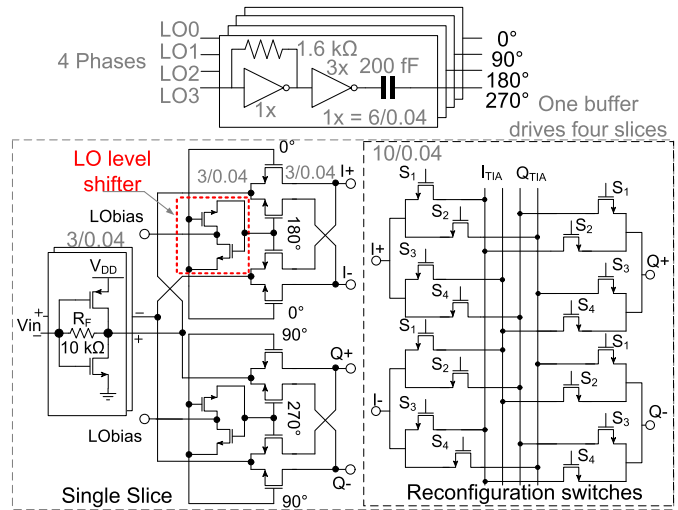 LO0
LO1
LO2
LO3
4 Phases
1.6 kΩ
3x
200 fF
1x
1x = 6/0.04
0°
90°
180°
270°
One buffer
drives four slices
LO level
shifter
0°
3/0.04
3/0.04
I+
LObias
180°
I-
0°
3/0.04
VDD
Vin
+
−
RF
10 kΩ
−
+
90°
Q+
270°
LObias
Q-
90°
Single Slice
10/0.04
ITIA
QTIA
S1
S2
I+
S3
S4
S1
S2
I-
S3
S4
S1
S2
Q+
S3
S4
S1
S2
Q-
S3
S4
Reconfiguration switches